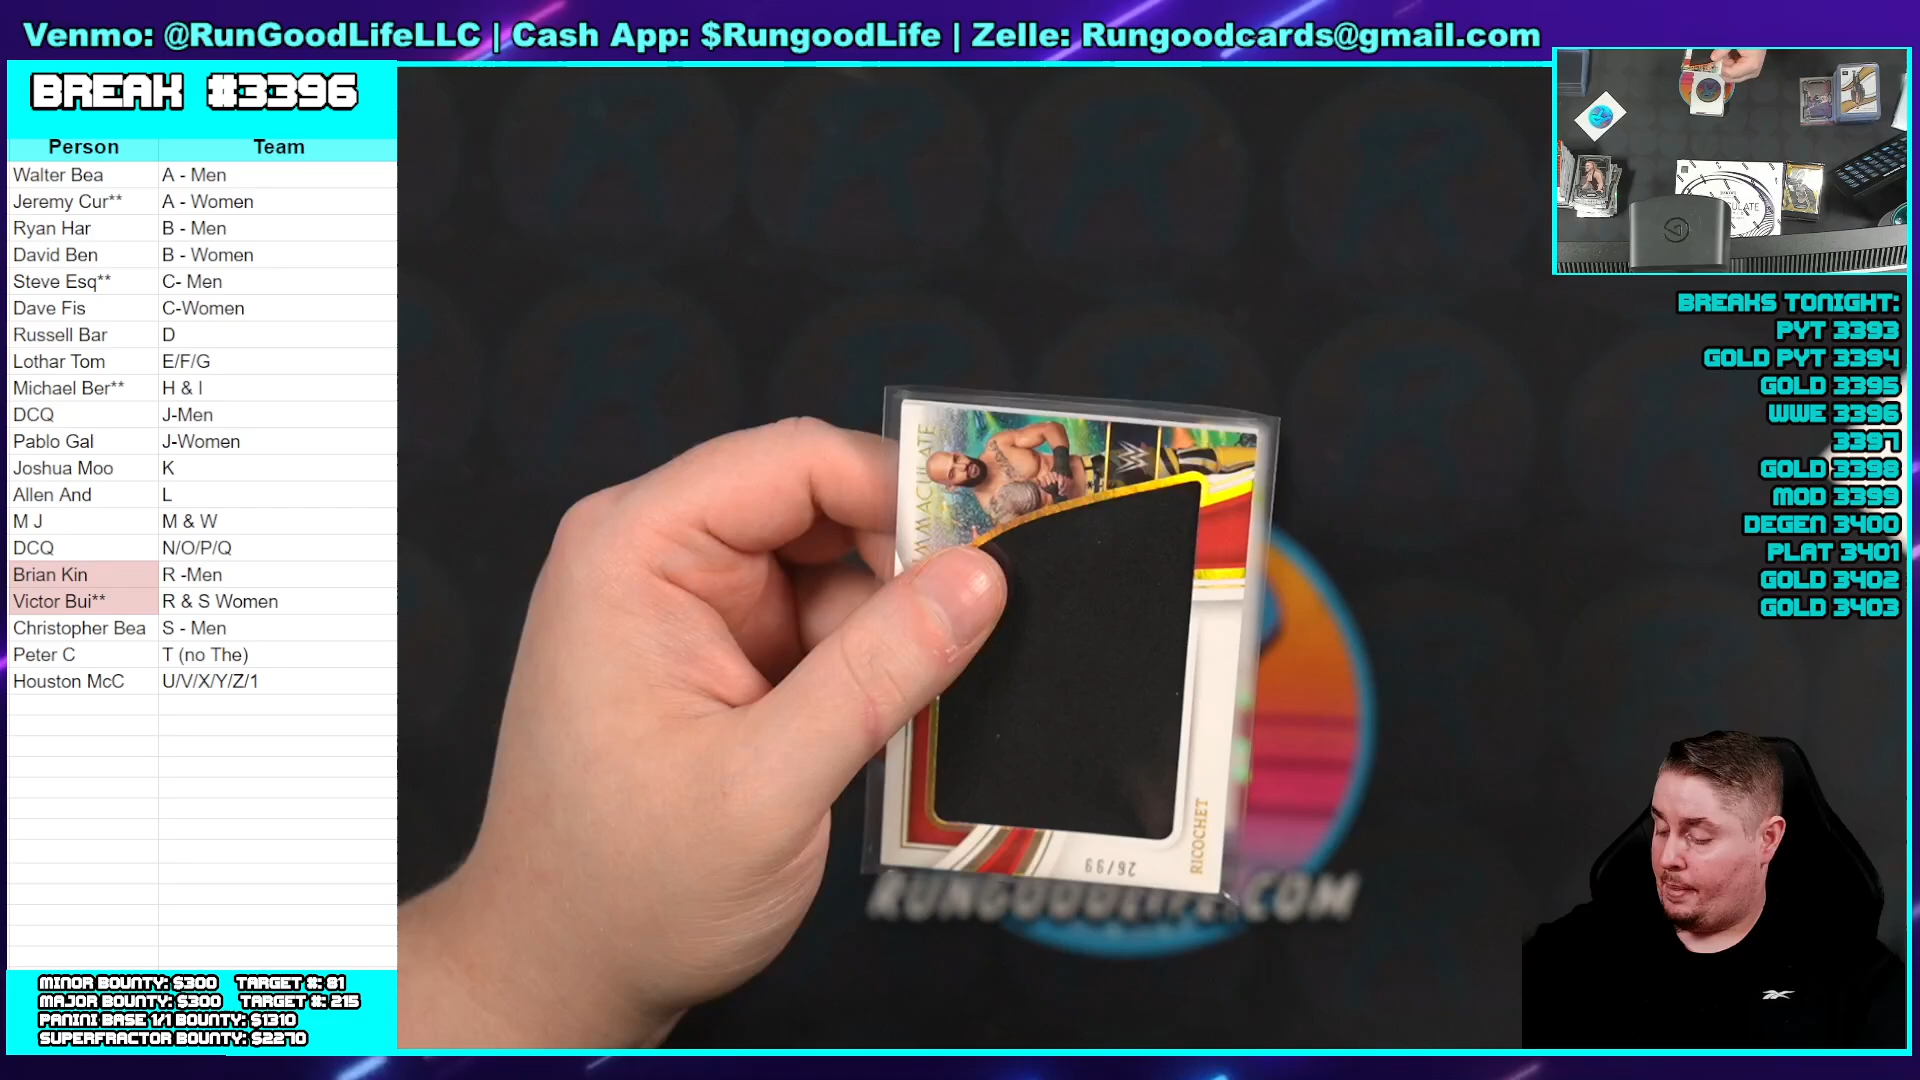 Venmo: @RunGoodLifeLLC | Cash App: $RungoodLife | Zelle: Rungoodcards@gmail.com
BREAK #3396
Person Team
Walter Bea A - Men
Jeremy Cur** A - Women
Ryan Har B - Men
David Ben B - Women
Steve Esq** C- Men
Dave Fis C-Women
Russell Bar D
Lothar Tom E/F/G
Michael Ber** H & I
DCQ J-Men
Pablo Gal J-Women
Joshua Moo K
Allen And L
M J M & W
DCQ N/O/P/Q
Brian Kin R -Men
Victor Bui** R & S Women
Christopher Bea S - Men
Peter C T (no The)
Houston McC U/V/X/Y/Z/1
MINOR BOUNTY: $300 TARGET #: 81
MAJOR BOUNTY: $300 TARGET #: 215
PANINI BASE 1/1 BOUNTY: $1310
SUPERFRACTOR BOUNTY: $2270
IMMACULATE
W
RICOCHET
26/99
RUNGOODLIFE.COM
BREAKS TONIGHT:
PYT 3393
GOLD PYT 3394
GOLD 3395
WWE 3396
3397
GOLD 3398
MOD 3399
DEGEN 3400
PLAT 3401
GOLD 3402
GOLD 3403